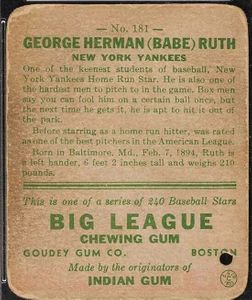 — No. 181 —
GEORGE HERMAN (BABE) RUTH
NEW YORK YANKEES
One of the keenest students of baseball, New
York Yankees Home Run Star. He is also one of
the hardest men to pitch to in the game. Box men
say you can fool him on a certain ball once, but
the next time he gets it, he is apt to hit it out of the
park.
Before starring as a home run hitter, was rated
as one of the best pitchers in the American League.
Born in Baltimore, Md., Feb. 7, 1894, Ruth is
a left hander, 6 feet 2 inches tall and weighs 210
pounds.
This is one of a series of 240 Baseball Stars
BIG LEAGUE
CHEWING GUM
GOUDEY GUM CO. BOSTON
Made by the originators of
INDIAN GUM